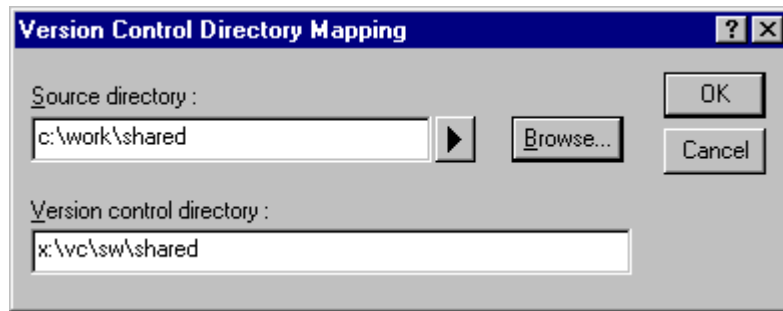 Version Control Directory Mapping
Source directory :
c:\work\shared
Browse...
OK
Cancel
Version control directory :
x:\vc\sw\shared